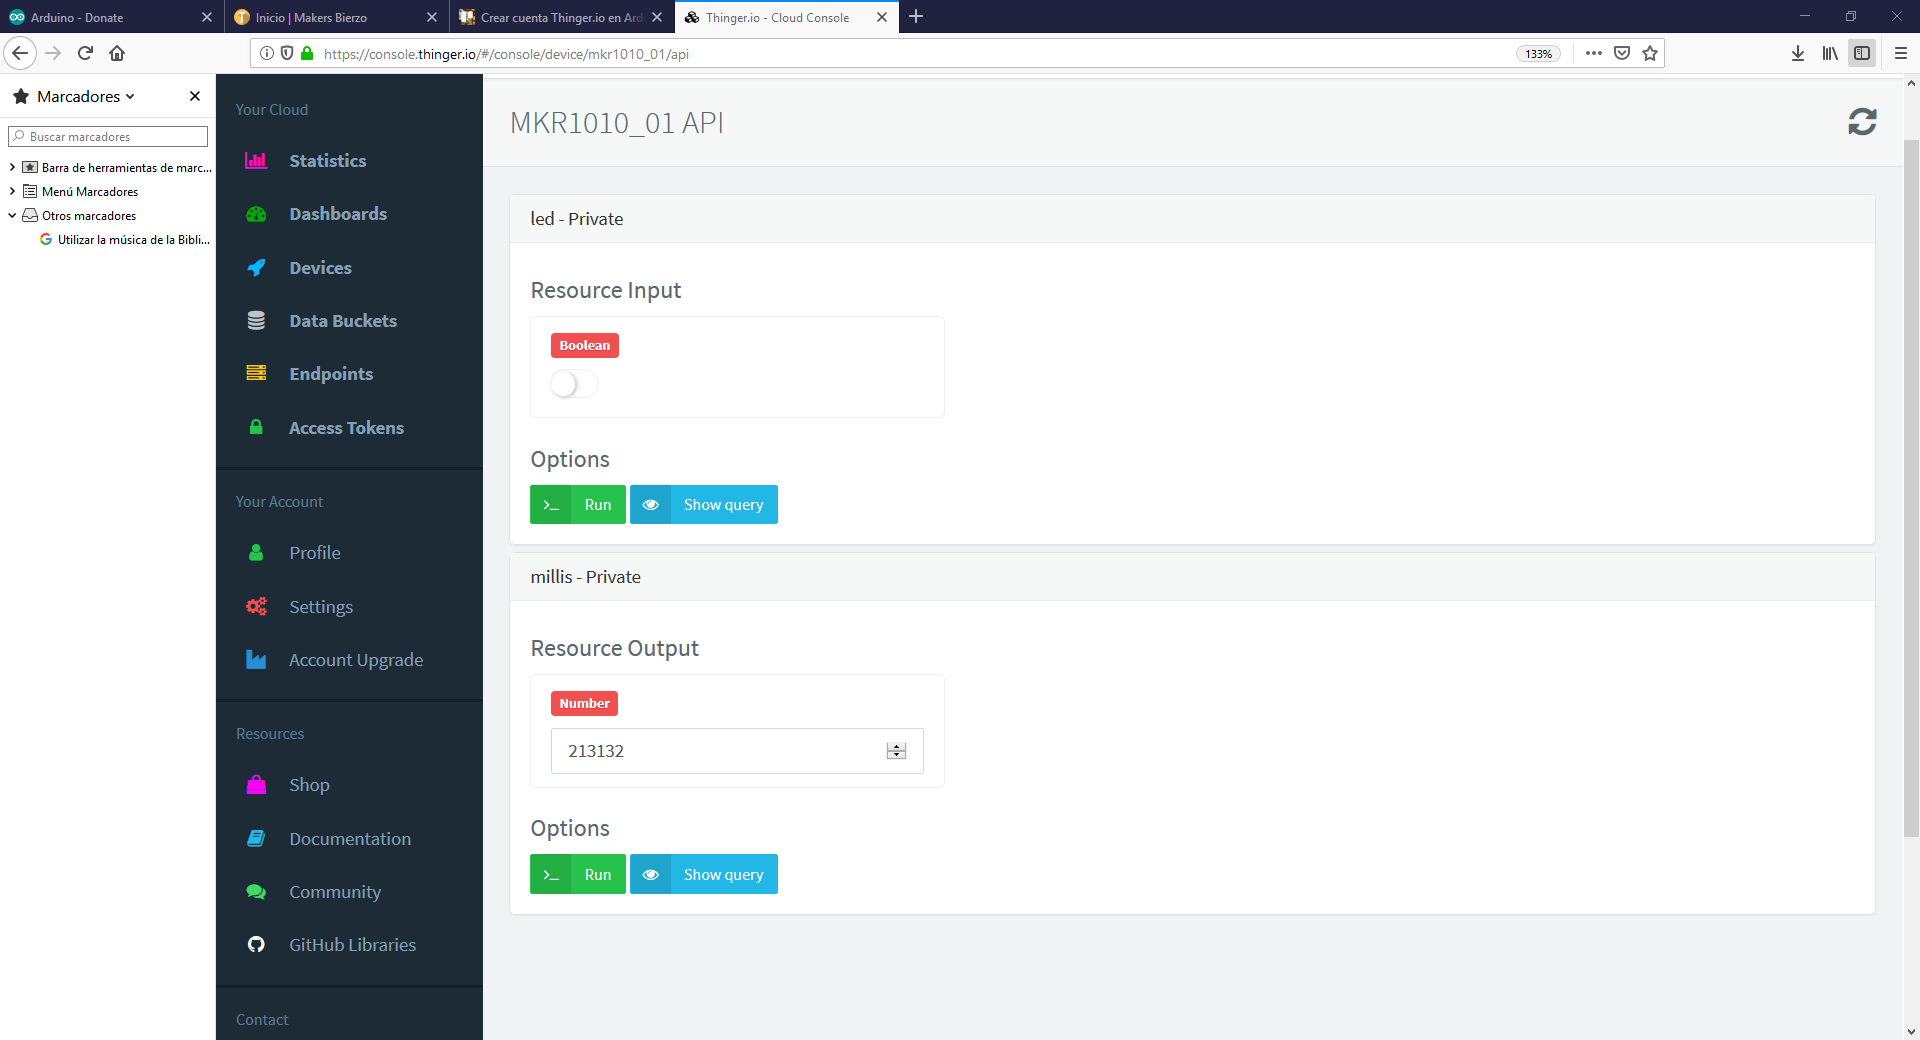 Arduino - Donate
Inicio | Makers Bierzo
Crear cuenta Thinger.io en Ard
Thinger.io - Cloud Console
https://console.thinger.io/#/console/device/mkr1010_01/api
133%
Marcadores
Buscar marcadores
Barra de herramientas de marc...
Menú Marcadores
Otros marcadores
Utilizar la música de la Bibli...
Your Cloud
Statistics
Dashboards
Devices
Data Buckets
Endpoints
Access Tokens
Your Account
Profile
Settings
Account Upgrade
Resources
Shop
Documentation
Community
GitHub Libraries
Contact
MKR1010_01 API
led - Private
Resource Input
Boolean
Options
>_ Run
Show query
millis - Private
Resource Output
Number
213132
Options
>_ Run
Show query